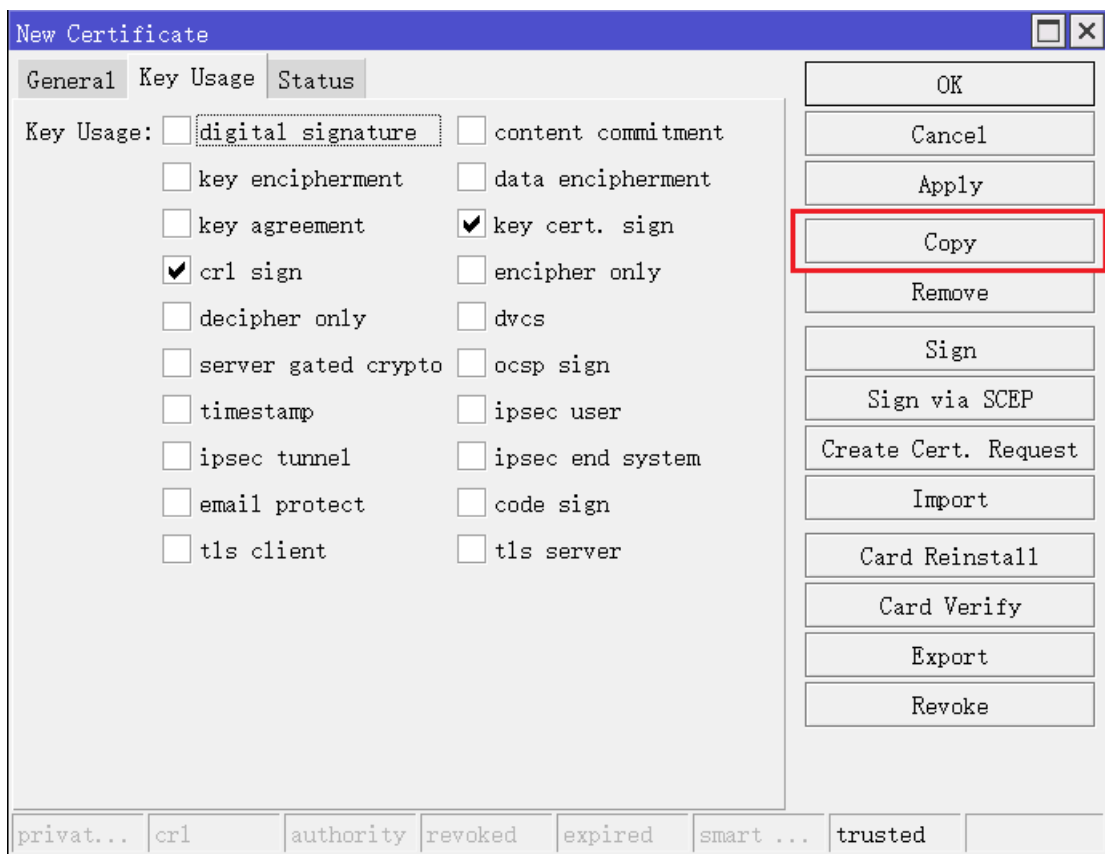 New Certificate
General Key Usage Status
Key Usage: digital signature content commitment
key encipherment data encipherment
key agreement key cert. sign
crl sign encipher only
decipher only dvcs
server gated crypto ocsp sign
timestamp ipsec user
ipsec tunnel ipsec end system
email protect code sign
tls client tls server
OK
Cancel
Apply
Copy
Remove
Sign
Sign via SCEP
Create Cert. Request
Import
Card Reinstall
Card Verify
Export
Revoke
privat... crl authority revoked expired smart ... trusted